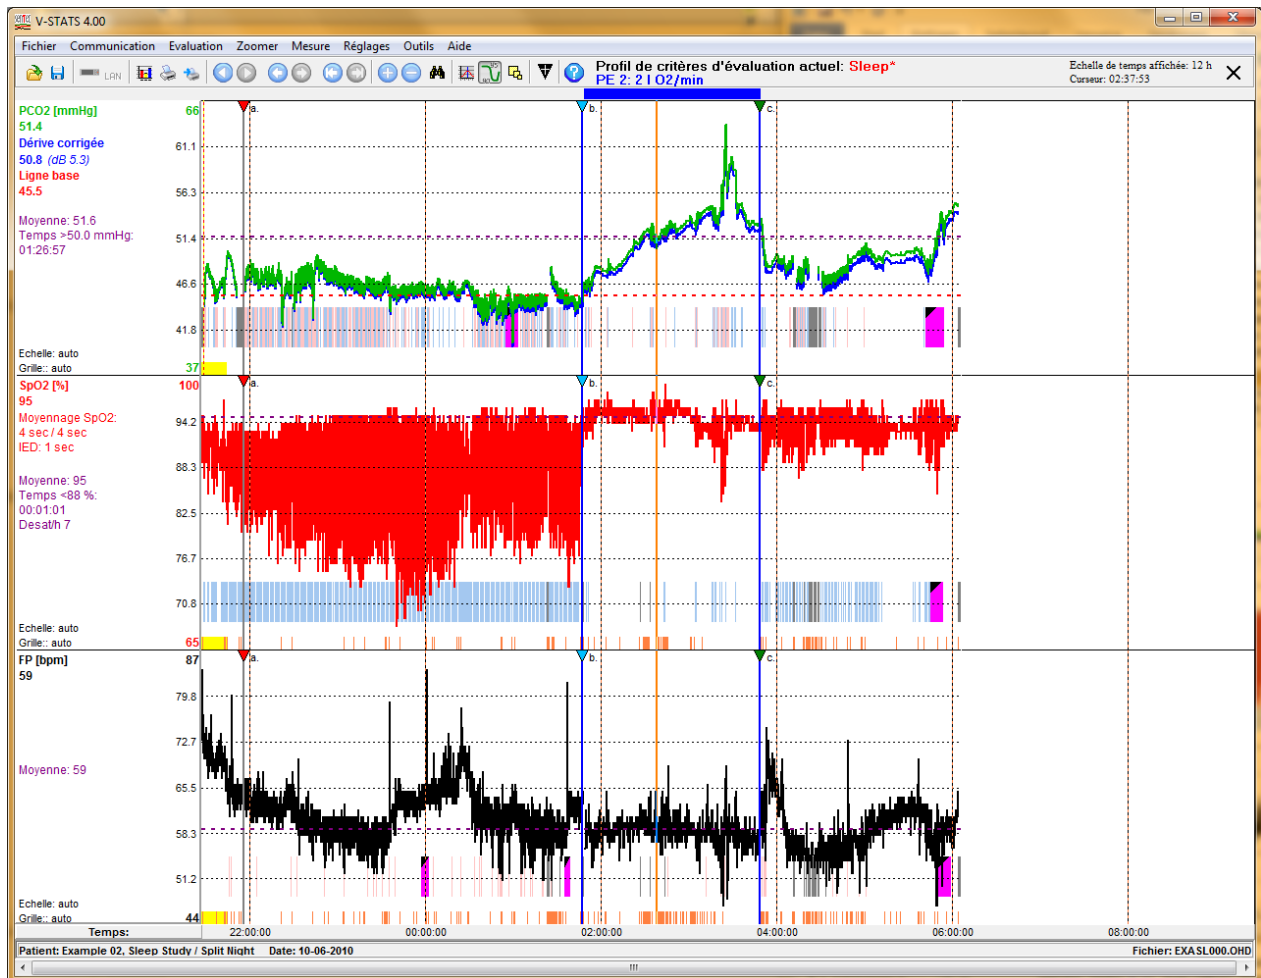 V-STATS 4.00
Fichier Communication Evaluation Zoomer Mesure Réglages Outils Aide
LAN
Profil de critères d'évaluation actuel: Sleep*
PE 2: 2 l O2/min
Echelle de temps affichée: 12 h
Curseur: 02:37:53
PCO2 [mmHg]
51.4
Dérive corrigée
50.8 (dB 5.3)
Ligne base
45.5
Moyenne: 51.6
Temps >50.0 mmHg:
01:26:57
Echelle: auto
Grille:: auto
66
61.1
56.3
51.4
46.6
41.8
37
a.
b.
c.
SpO2 [%]
95
Moyennage SpO2:
4 sec / 4 sec
IED: 1 sec
Moyenne: 95
Temps <88 %:
00:01:01
Desat/h 7
Echelle: auto
Grille:: auto
100
94.2
88.3
82.5
76.7
70.8
65
a.
b.
c.
FP [bpm]
59
Moyenne: 59
Echelle: auto
Grille:: auto
87
79.8
72.7
65.5
58.3
51.2
44
a.
b.
c.
Temps:
22:00:00 00:00:00 02:00:00 04:00:00 06:00:00 08:00:00
Patient: Example 02, Sleep Study / Split Night Date: 10-06-2010 Fichier: EXASL000.OHD